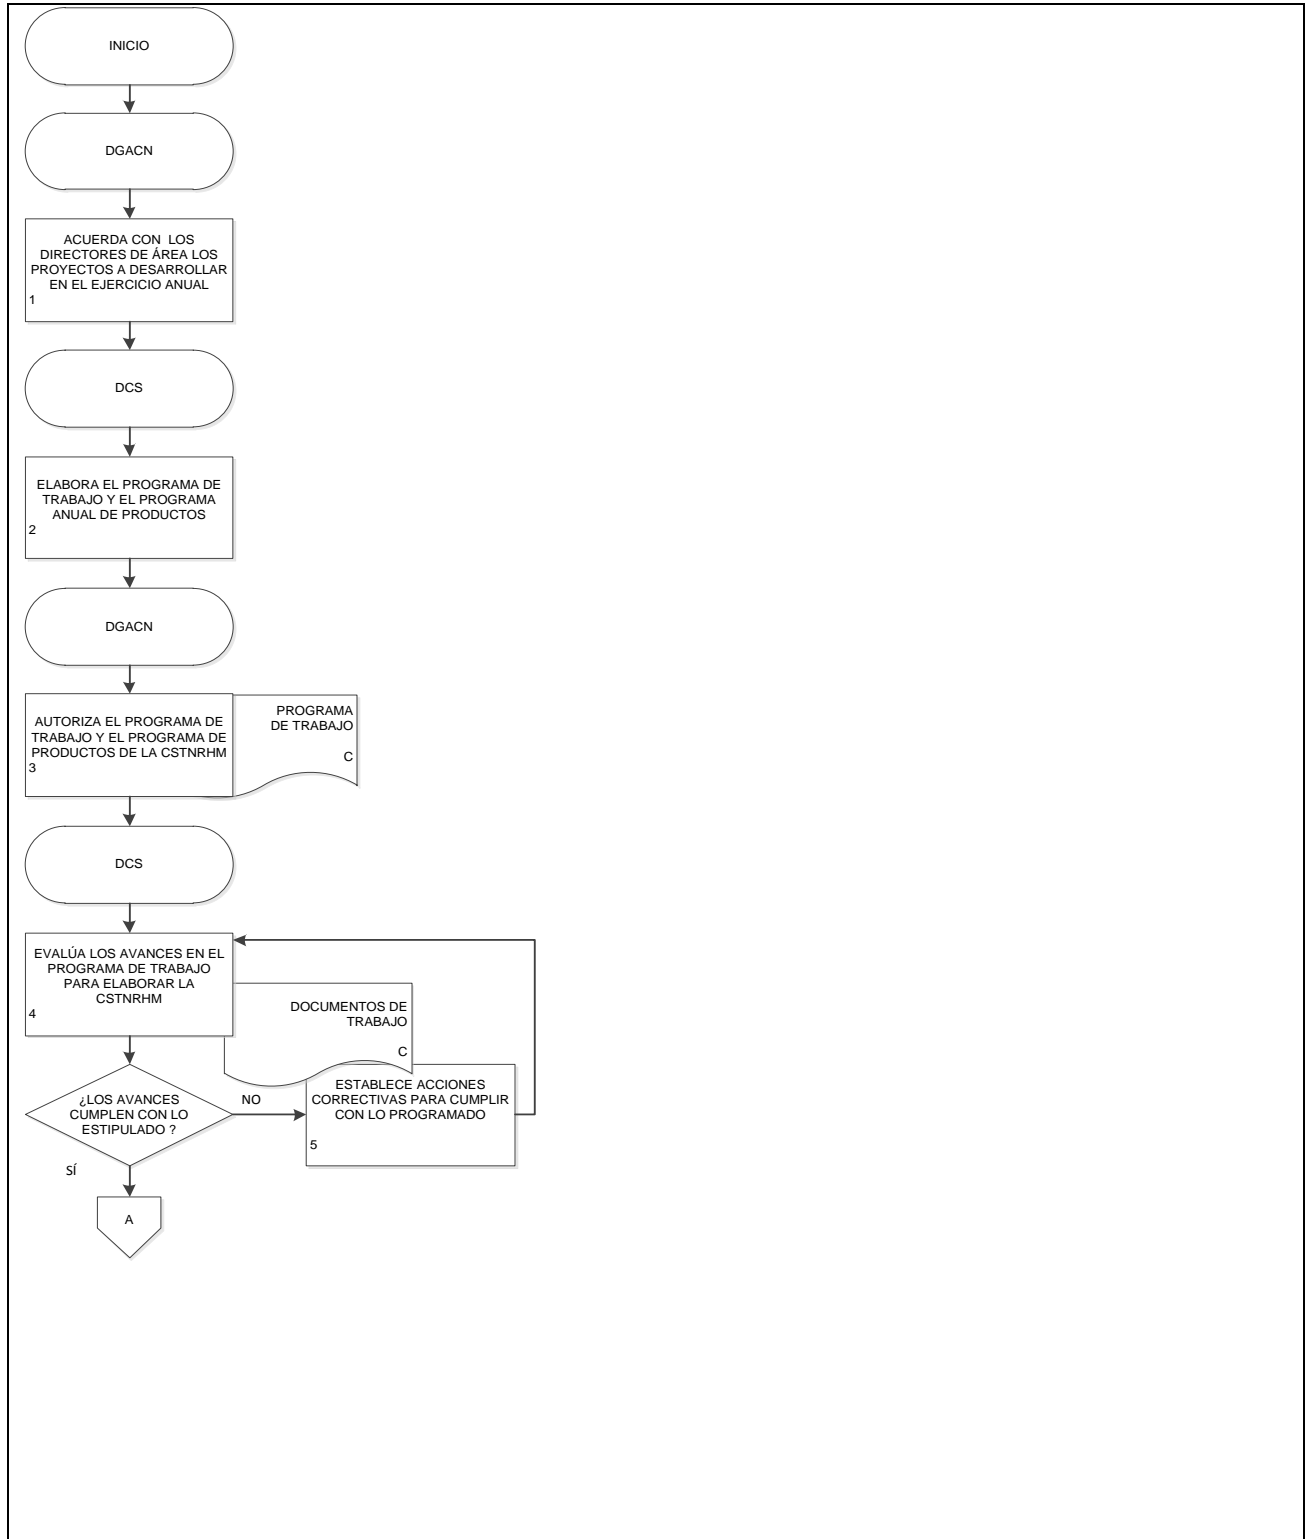 INICIO
DGACN
ACUERDA CON LOS
DIRECTORES DE ÁREA LOS
PROYECTOS A DESARROLLAR
EN EL EJERCICIO ANUAL
1
DCS
ELABORA EL PROGRAMA DE
TRABAJO Y EL PROGRAMA
ANUAL DE PRODUCTOS
2
DGACN
AUTORIZA EL PROGRAMA DE
TRABAJO Y EL PROGRAMA DE
PRODUCTOS DE LA CSTNRHM
3
PROGRAMA
DE TRABAJO
C
DCS
EVALÚA LOS AVANCES EN EL
PROGRAMA DE TRABAJO
PARA ELABORAR LA
CSTNRHM
4
DOCUMENTOS DE
TRABAJO
C
¿LOS AVANCES
CUMPLEN CON LO
ESTIPULADO ?
NO
ESTABLECE ACCIONES
CORRECTIVAS PARA CUMPLIR
CON LO PROGRAMADO
5
SÍ
A